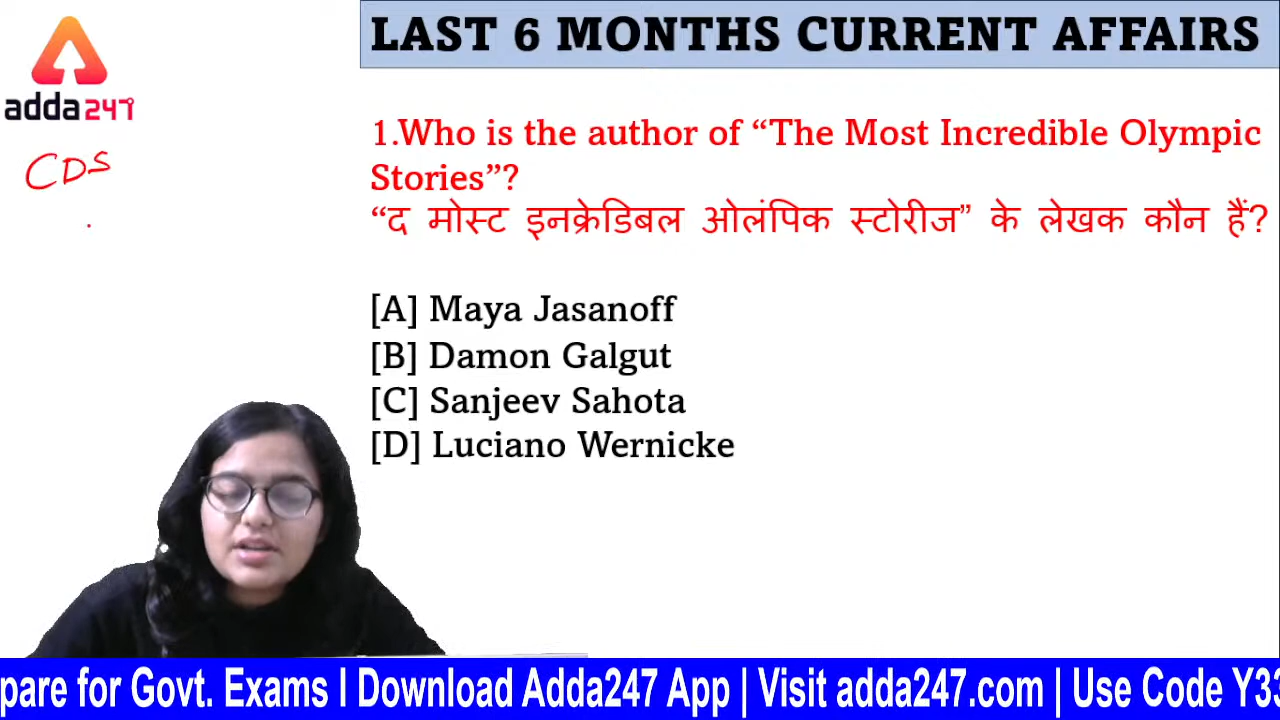 LAST 6 MONTHS CURRENT AFFAIRS
adda247
CDS
1.Who is the author of “The Most Incredible Olympic
Stories”?
“द मोस्ट इनक्रेडिबल ओलंपिक स्टोरीज” के लेखक कौन हैं?
[A] Maya Jasanoff
[B] Damon Galgut
[C] Sanjeev Sahota
[D] Luciano Wernicke
pare for Govt. Exams | Download Adda247 App | Visit adda247.com | Use Code Y33